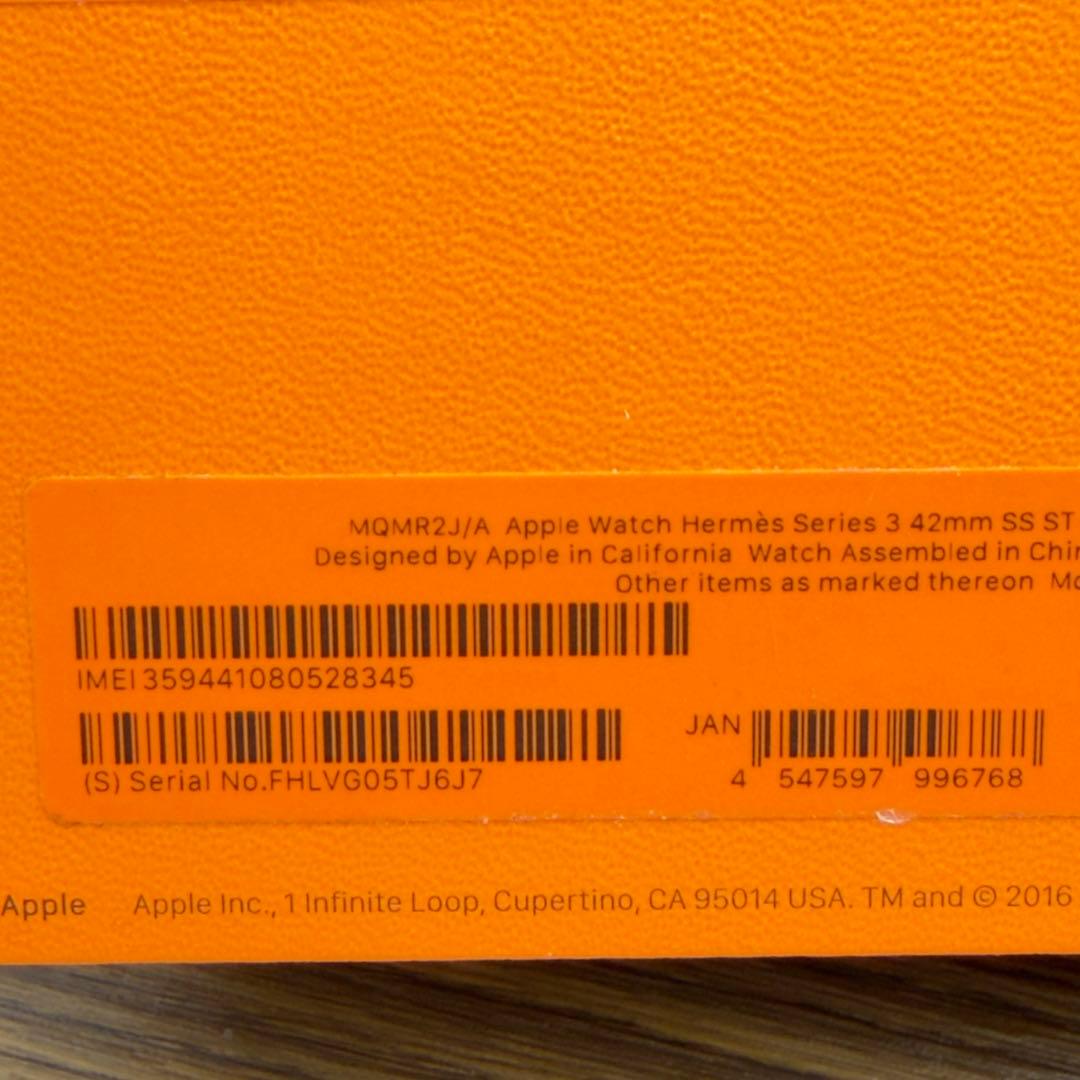 MQMR2J/A Apple Watch Hermès Series 3 42mm SS ST
Designed by Apple in California Watch Assembled in
Other items as marked thereon
IMEI 359441080528345
JAN
(S) Serial No.FHLVG05TJ6J7
4 547597 996768
Apple Apple Inc., 1 Infinite Loop, Cupertino, CA 95014 USA. TM and © 2016